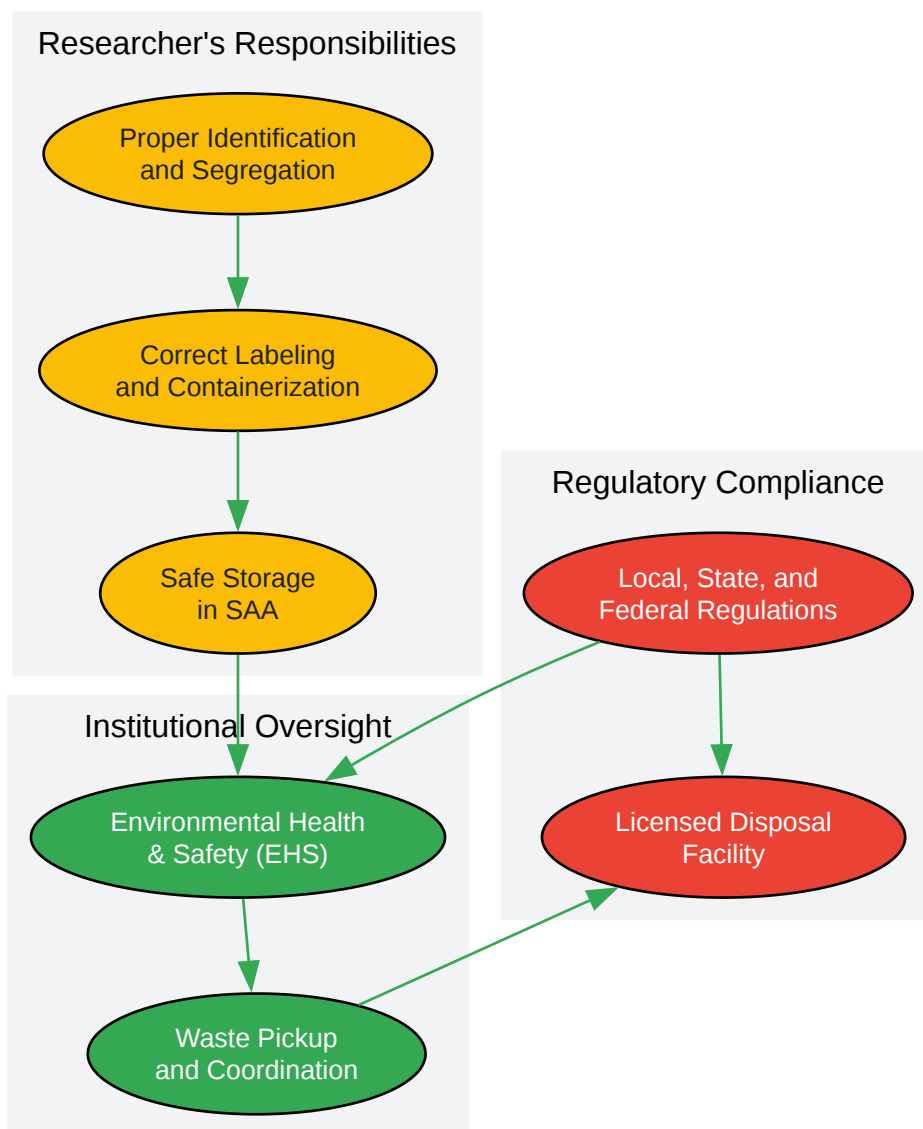 Researcher's Responsibilities
Proper Identification
and Segregation
Correct Labeling
and Containerization
Safe Storage
in SAA
Regulatory Compliance
Local, State, and
Federal Regulations
Institutional Oversight
Environmental Health
& Safety (EHS)
Licensed Disposal
Facility
Waste Pickup
and Coordination